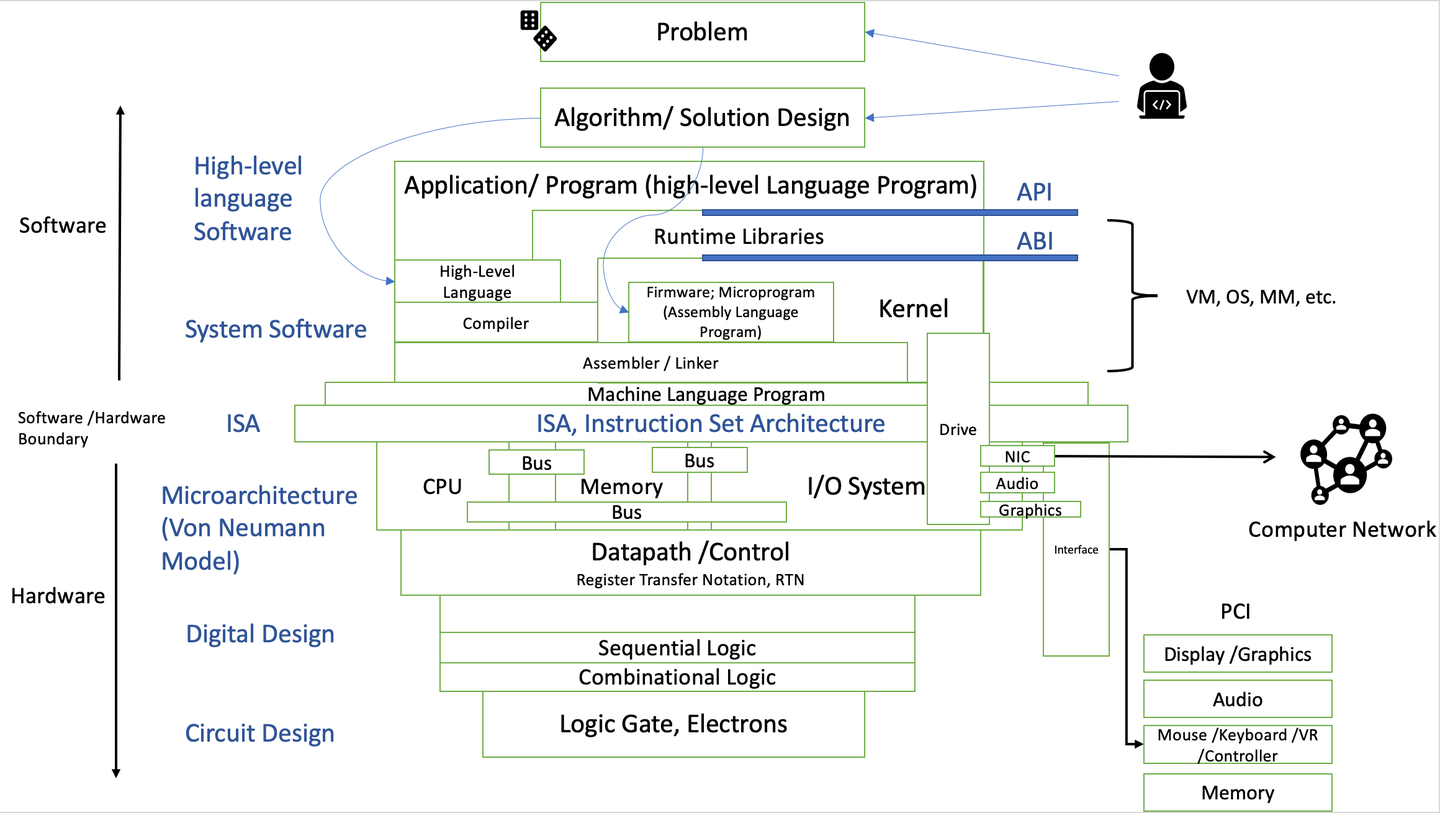 Problem
Algorithm/ Solution Design
High-level
language
Software
Application/ Program (high-level Language Program)
API
Software
Runtime Libraries
ABI
High-Level
Language
Firmware; Microprogram
(Assembly Language
Program)
Kernel
VM, OS, MM, etc.
System Software
Compiler
Assembler / Linker
Machine Language Program
Software /Hardware
Boundary
ISA
ISA, Instruction Set Architecture
Drive
Bus
Bus
NIC
CPU
Memory
I/O System
Audio
Bus
Graphics
Microarchitecture
(Von Neumann
Model)
Computer Network
Datapath /Control
Register Transfer Notation, RTN
Interface
Hardware
PCI
Digital Design
Sequential Logic
Combinational Logic
Display /Graphics
Audio
Circuit Design
Logic Gate, Electrons
Mouse /Keyboard /VR
/Controller
Memory